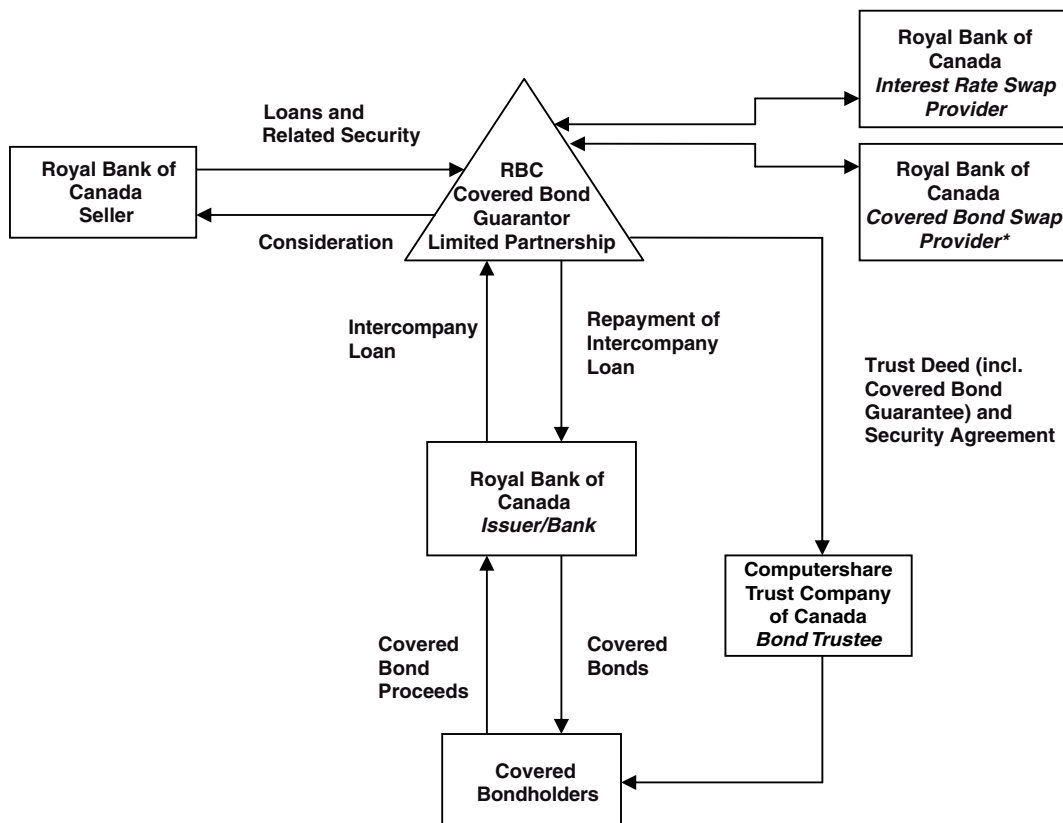 Royal Bank of
Canada
Interest Rate Swap
Provider
Loans and
Related Security
Royal Bank of
Canada
Seller
RBC
Covered Bond
Guarantor
Limited Partnership
Royal Bank of
Canada
Covered Bond Swap
Provider*
Consideration
Intercompany
Loan
Repayment of
Intercompany
Loan
Trust Deed (incl.
Covered Bond
Guarantee) and
Security Agreement
Royal Bank of
Canada
Issuer/Bank
Computershare
Trust Company
of Canada
Bond Trustee
Covered
Bond
Proceeds
Covered
Bonds
Covered
Bondholders